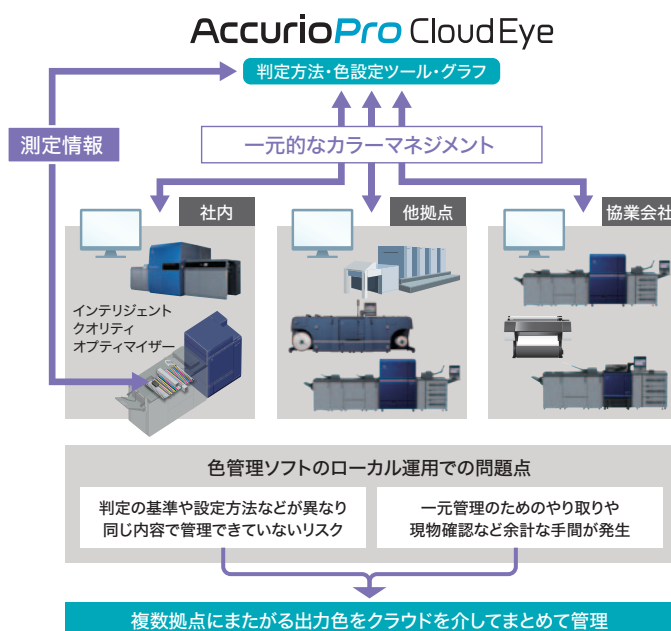 AccurioPro CloudEye
判定方法・色設定ツール・グラフ
測定情報
一元的なカラーマネジメント
社内
他拠点
協業会社
インテリジェント
クオリティ
オプティマイザー
色管理ソフトのローカル運用での問題点
判定の基準や設定方法などが異なり
同じ内容で管理できていないリスク
一元管理のためのやり取りや
現物確認など余計な手間が発生
複数拠点にまたがる出力色をクラウドを介してまとめて管理